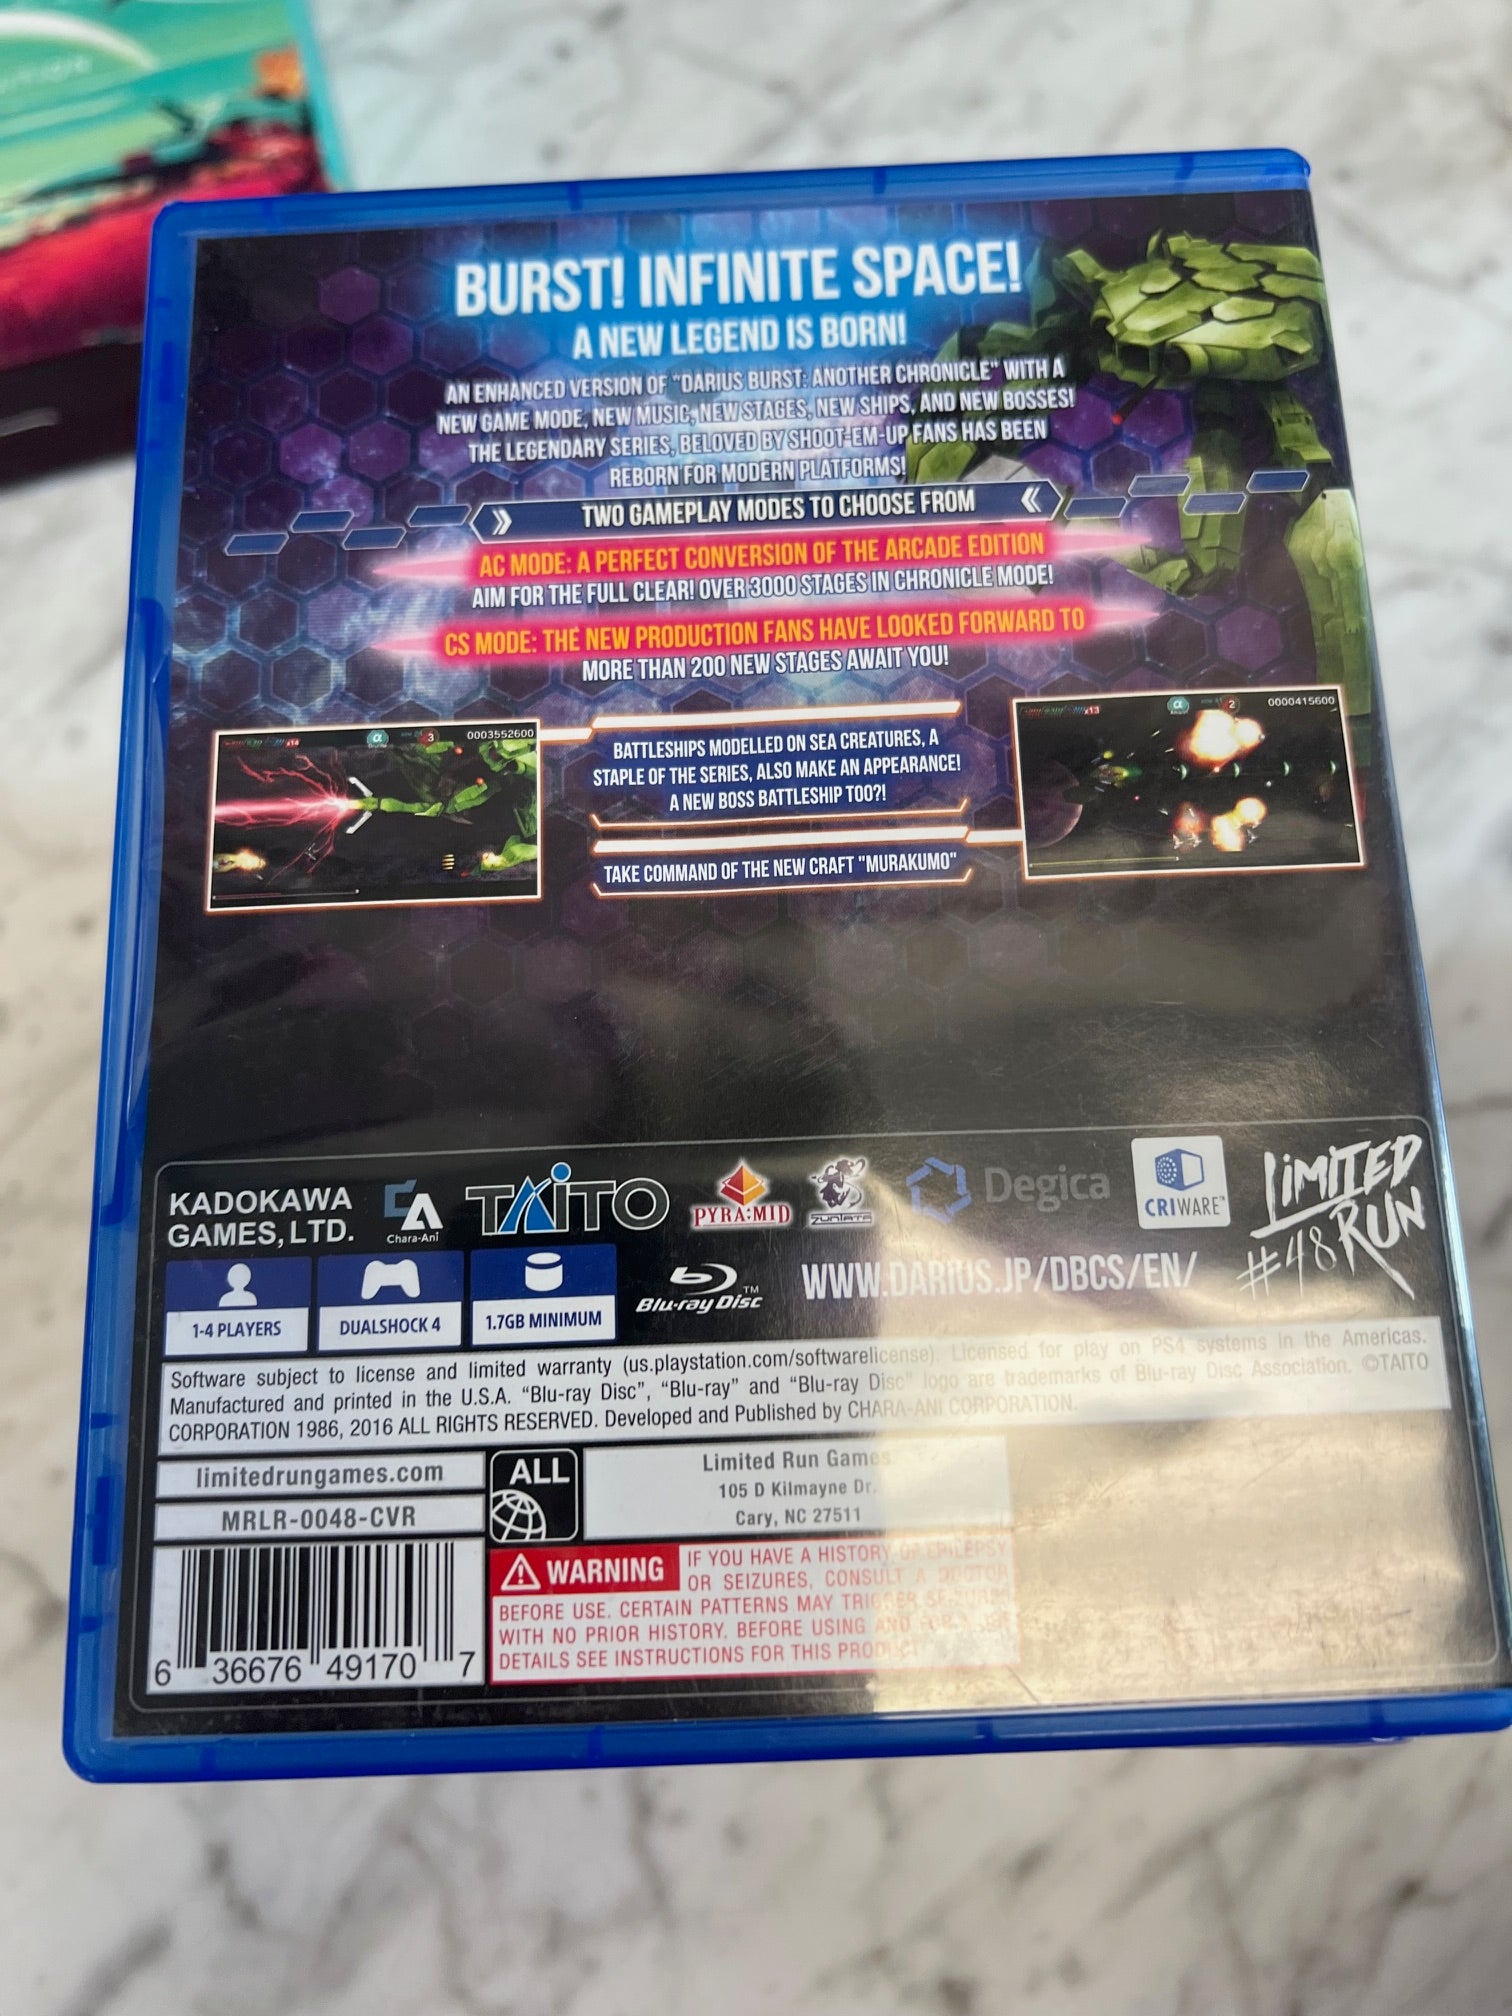 BURST! INFINITE SPACE!
A NEW LEGEND IS BORN!
AN ENHANCED VERSION OF "DARIUS BURST: ANOTHER CHRONICLE" WITH A
NEW GAME MODE, NEW MUSIC, NEW STAGES, NEW SHIPS, AND NEW BOSSES!
THE LEGENDARY SERIES, BELOVED BY SHOOT-EM-UP FANS HAS BEEN
REBORN FOR MODERN PLATFORMS!
TWO GAMEPLAY MODES TO CHOOSE FROM
AC MODE: A PERFECT CONVERSION OF THE ARCADE EDITION
AIM FOR THE FULL CLEAR! OVER 3000 STAGES IN CHRONICLE MODE!
CS MODE: THE NEW PRODUCTION FANS HAVE LOOKED FORWARD TO
MORE THAN 200 NEW STAGES AWAIT YOU!
x14 α 3 0003552600
BATTLESHIPS MODELLED ON SEA CREATURES, A
STAPLE OF THE SERIES, ALSO MAKE AN APPEARANCE!
A NEW BOSS BATTLESHIP TOO?!
TAKE COMMAND OF THE NEW CRAFT "MURAKUMO"
x13 α 2 0000415600
KADOKAWA
GAMES, LTD.
CA
Chara-Ani
TAITO
PYRAMID
ZUNTATA
Degica
CRIWARE™
LIMITED
RUN
#48
1-4 PLAYERS
DUALSHOCK 4
1.7GB MINIMUM
Blu-ray Disc™
WWW.DARIUS.JP/DBCS/EN/
Software subject to license and limited warranty (us.playstation.com/softwarelicense). Licensed for play on PS4 systems in the Americas.
Manufactured and printed in the U.S.A. “Blu-ray Disc”, “Blu-ray” and “Blu-ray Disc” logo are trademarks of Blu-ray Disc Association. ©TAITO
CORPORATION 1986, 2016 ALL RIGHTS RESERVED. Developed and Published by CHARA-ANI CORPORATION.
limitedrungames.com
MRLR-0048-CVR
ALL
Limited Run Games
105 D Kilmayne Dr.
Cary, NC 27511
WARNING IF YOU HAVE A HISTORY OF EPILEPSY
OR SEIZURES, CONSULT A DOCTOR
BEFORE USE. CERTAIN PATTERNS MAY TRIGGER SEIZURES
WITH NO PRIOR HISTORY. BEFORE USING AND FOR
DETAILS SEE INSTRUCTIONS FOR THIS PRODUCT
6 36676 49170 7